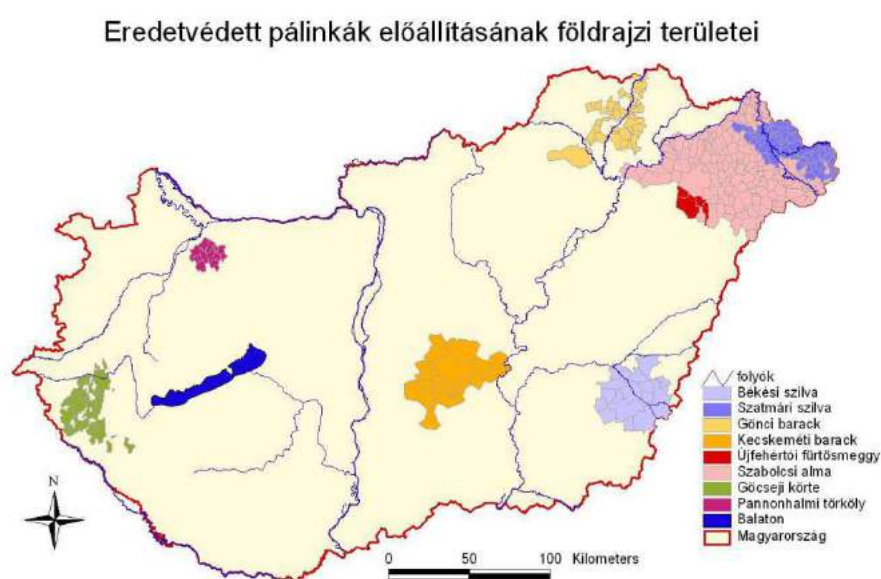 Eredetvédett pálinkák előállításának földrajzi területei
folyók
Békési szilva
Szatmári szilva
Gönci barack
Kecskeméti barack
Újfehértói fürtösmeggy
Szabolcsi alma
Göcseji körte
Pannonhalmi törköly
Balaton
Magyarország
N
0 50 100 Kilometers